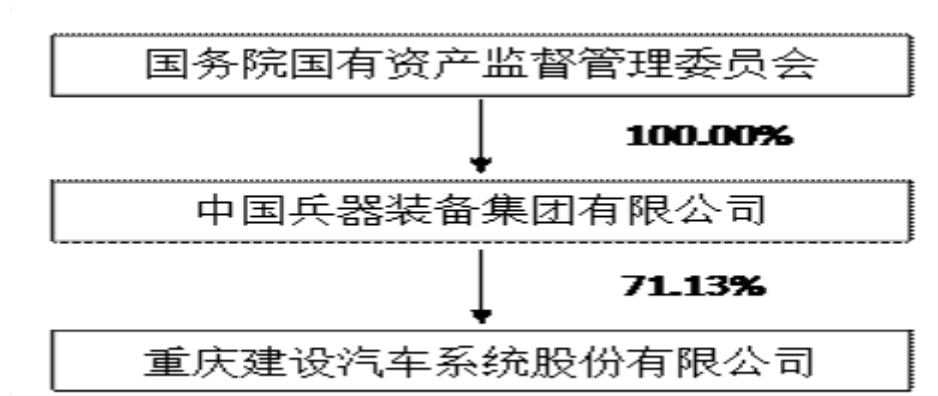 国务院国有资产监督管理委员会
100.00%
中国兵器装备集团有限公司
71.13%
重庆建设汽车系统股份有限公司